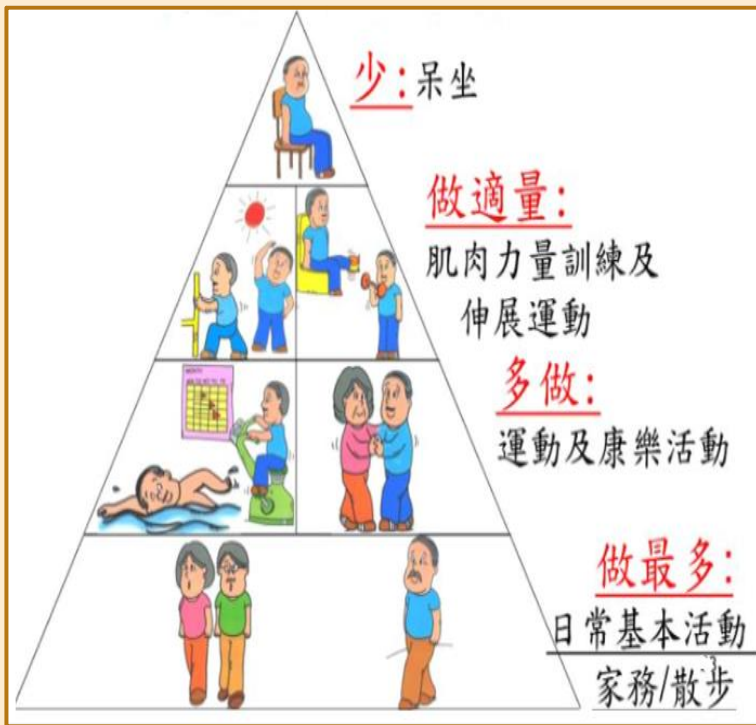 少：呆坐
做適量：
肌肉力量訓練及
伸展運動
多做：
運動及康樂活動
做最多：
日常基本活動
家務/散步